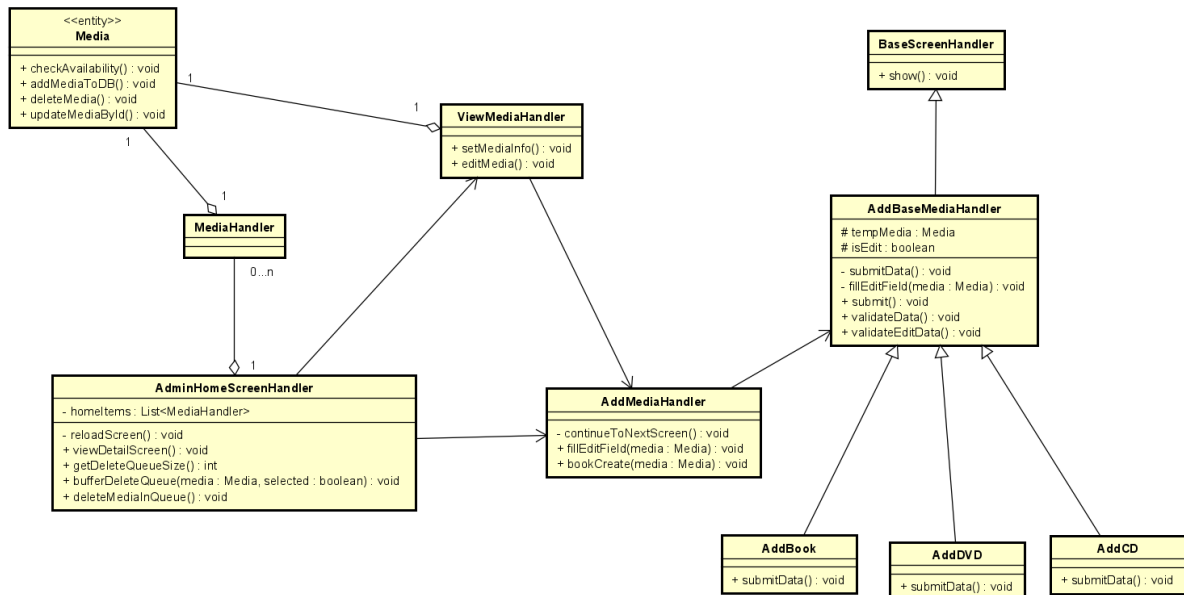 <<entity>>
Media
+ checkAvailability() : void
+ addMediaToDB() : void
+ deleteMedia() : void
+ updateMediaById() : void
1
1
ViewMediaHandler
+ setMediaInfo() : void
+ editMedia() : void
1
1
MediaHandler
0...n
1
AdminHomeScreenHandler
- homeItems : List<MediaHandler>
- reloadScreen() : void
+ viewDetailScreen() : void
+ getDeleteQueueSize() : int
+ bufferDeleteQueue(media : Media, selected : boolean) : void
+ deleteMediaInQueue() : void
AddMediaHandler
- continueToNextScreen() : void
+ fillEditField(media : Media) : void
+ bookCreate(media : Media) : void
BaseScreenHandler
+ show() : void
AddBaseMediaHandler
# tempMedia : Media
# isEdit : boolean
- submitData() : void
- fillEditField(media : Media) : void
+ submit() : void
+ validateData() : void
+ validateEditData() : void
AddBook
+ submitData() : void
AddDVD
+ submitData() : void
AddCD
+ submitData() : void